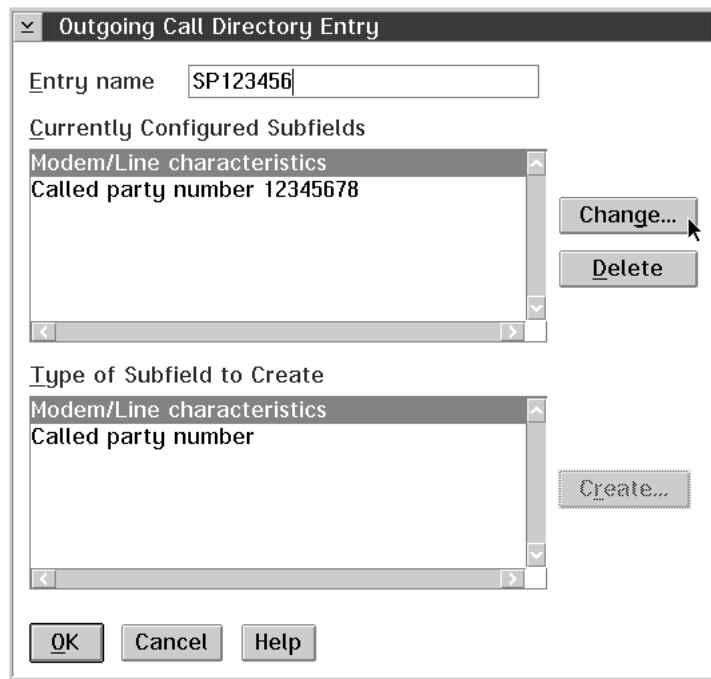 Outgoing Call Directory Entry
Entry name SP123456
Currently Configured Subfields
Modem/Line characteristics
Called party number 12345678
Change...
Delete
Type of Subfield to Create
Modem/Line characteristics
Called party number
Create...
OK Cancel Help